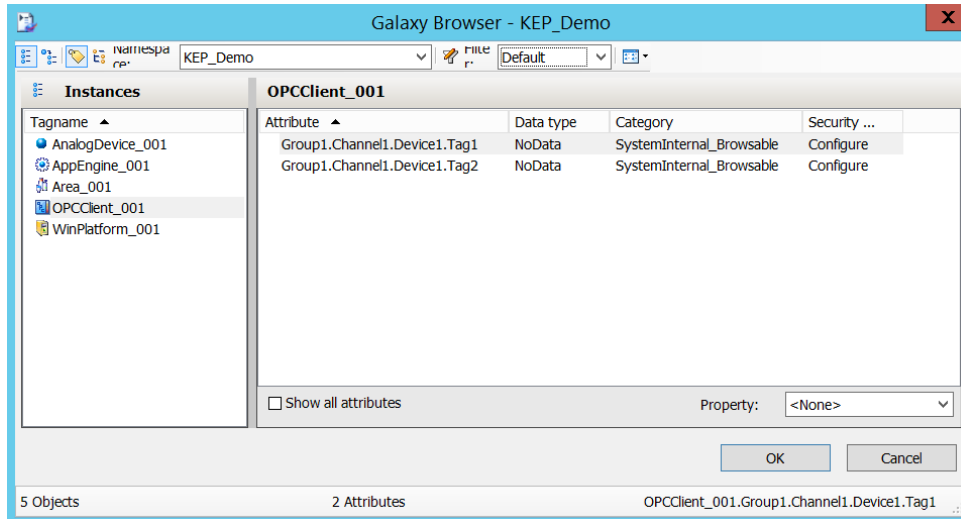 Galaxy Browser - KEP_Demo
X
KEP_Demo
Default
Instances
OPCClient_001
Tagname
Attribute Data type Category Security ...
AnalogDevice_001
Group1.Channel1.Device1.Tag1 NoData SystemInternal_Browsable Configure
AppEngine_001
Group1.Channel1.Device1.Tag2 NoData SystemInternal_Browsable Configure
Area_001
OPCClient_001
WinPlatform_001
Show all attributes
Property: <None>
OK
Cancel
5 Objects
2 Attributes
OPCClient_001.Group1.Channel1.Device1.Tag1